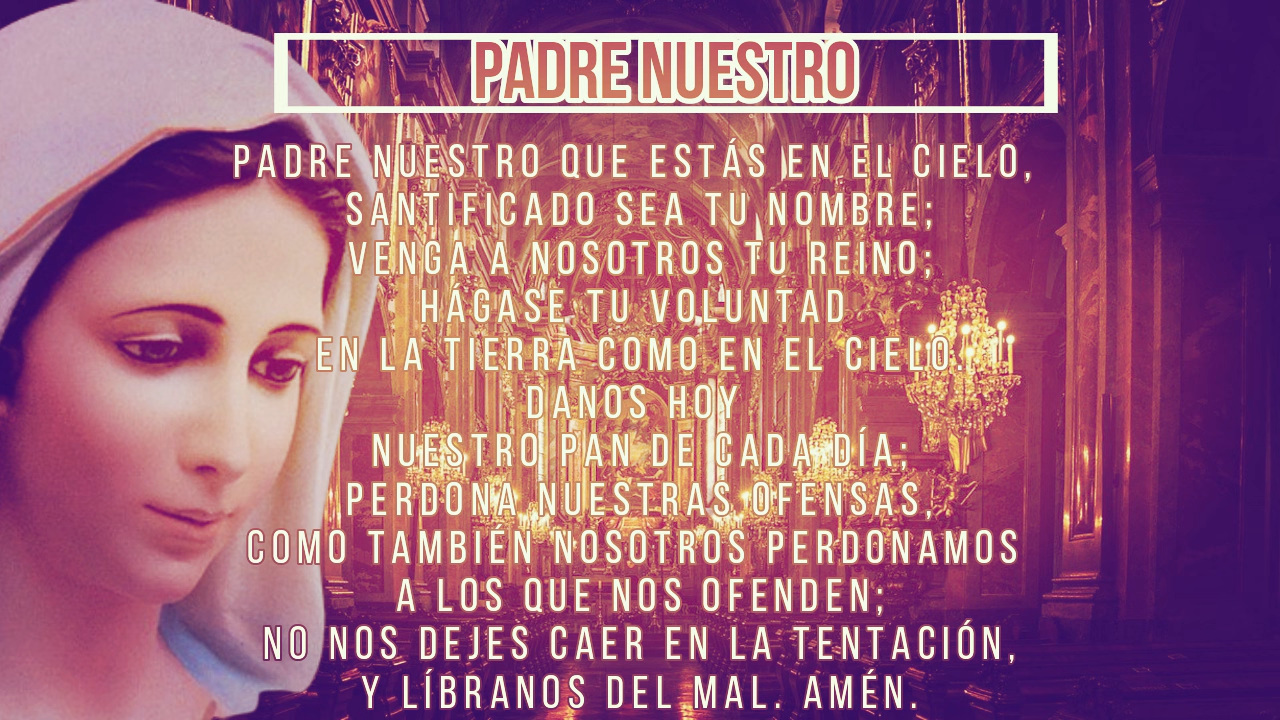 PADRE NUESTRO
PADRE NUESTRO QUE ESTÁS EN EL CIELO,
SANTIFICADO SEA TU NOMBRE;
VENGA A NOSOTROS TU REINO;
HÁGASE TU VOLUNTAD
EN LA TIERRA COMO EN EL CIELO.
DANOS HOY
NUESTRO PAN DE CADA DÍA;
PERDONA NUESTRAS OFENSAS,
COMO TAMBIÉN NOSOTROS PERDONAMOS
A LOS QUE NOS OFENDEN;
NO NOS DEJES CAER EN LA TENTACIÓN,
Y LÍBRANOS DEL MAL. AMÉN.